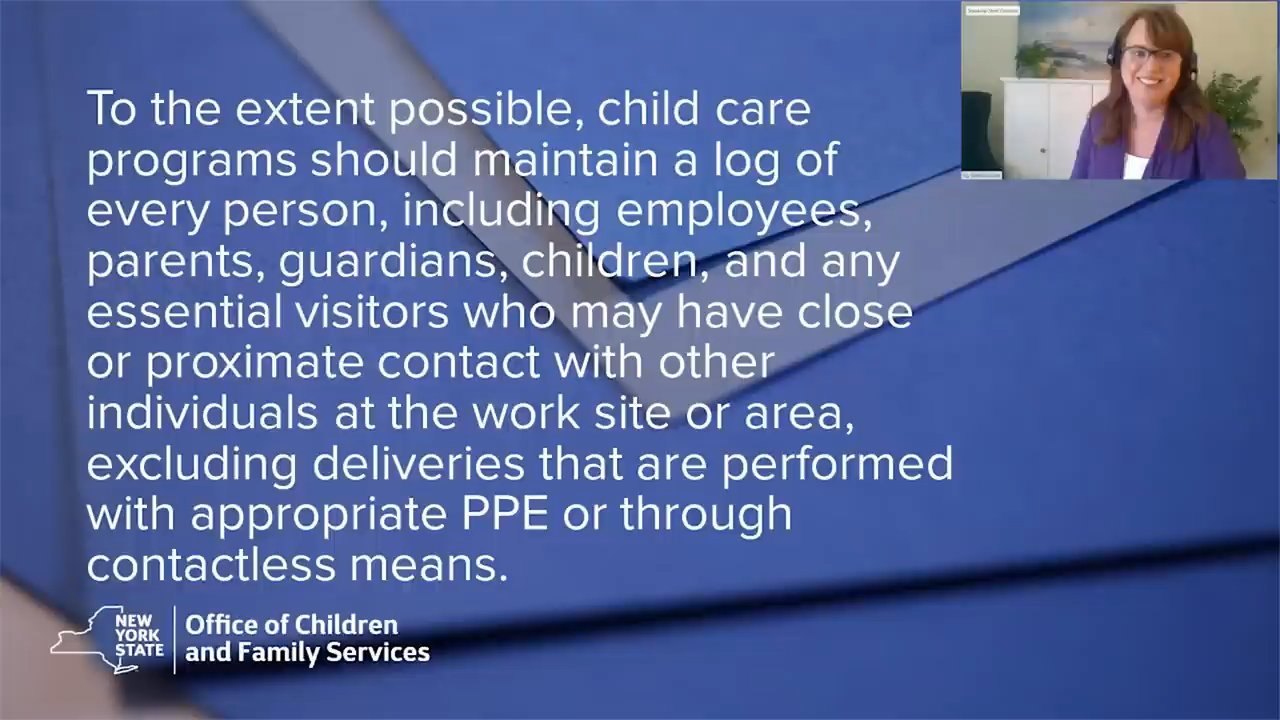 To the extent possible, child care
programs should maintain a log of
every person, including employees,
parents, guardians, children, and any
essential visitors who may have close
or proximate contact with other
individuals at the work site or area,
excluding deliveries that are performed
with appropriate PPE or through
contactless means.
NEW
YORK
STATE
Office of Children
and Family Services